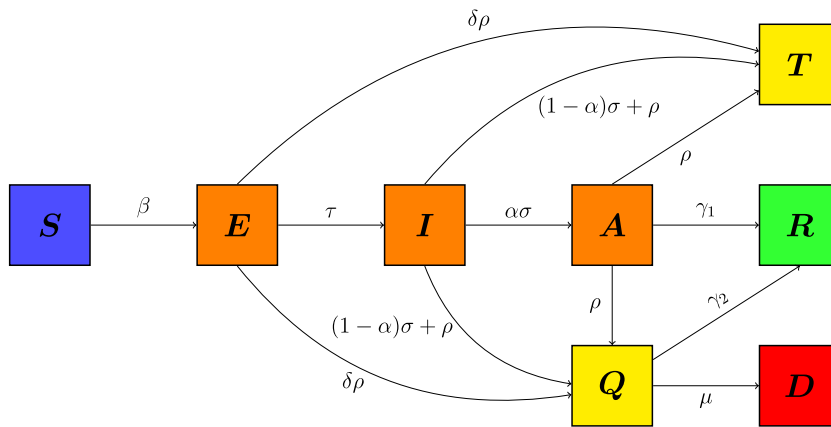 δρ
T
(1 − α)σ + ρ
ρ
S
β
E
τ
I
ασ
A
γ₁
R
(1 − α)σ + ρ
ρ
γ₂
δρ
Q
μ
D